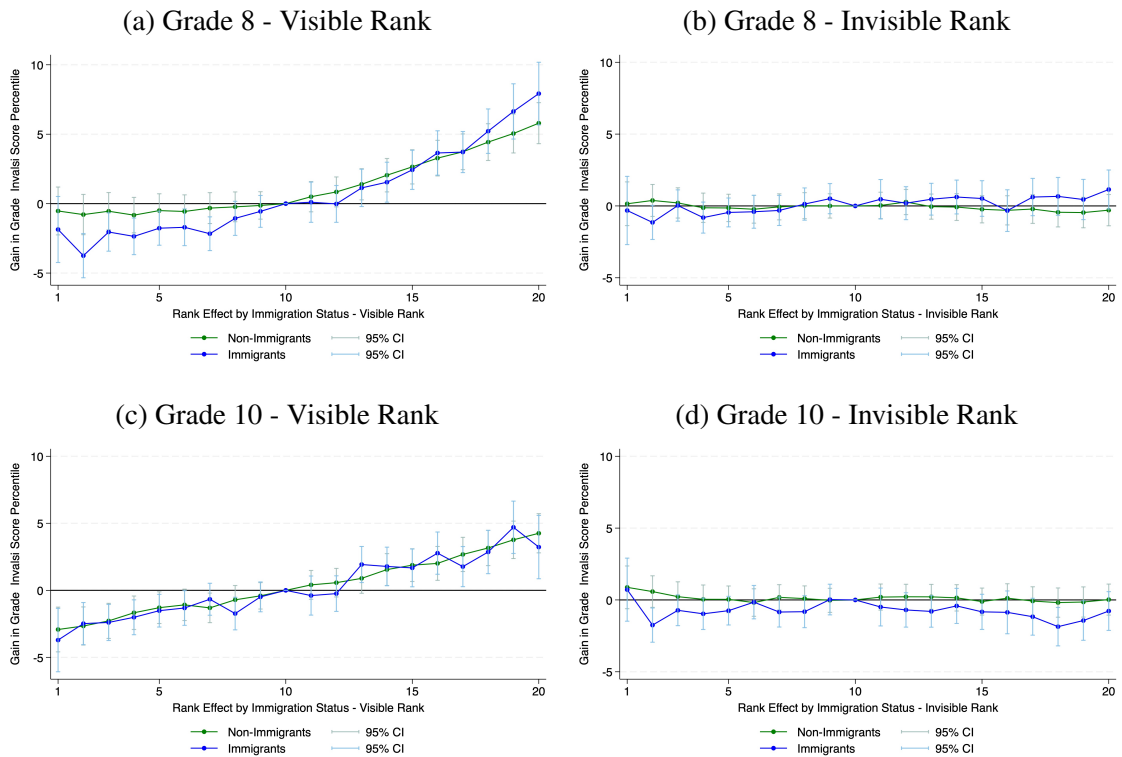 (a) Grade 8 - Visible Rank
Gain in Grade Invalsi Score Percentile
10
5
0
-5
1 5 10 15 20
Rank Effect by Immigration Status - Visible Rank
Non-Immigrants 95% CI
Immigrants 95% CI
(b) Grade 8 - Invisible Rank
Gain in Grade Invalsi Score Percentile
10
5
0
-5
1 5 10 15 20
Rank Effect by Immigration Status - Invisible Rank
Non-Immigrants 95% CI
Immigrants 95% CI
(c) Grade 10 - Visible Rank
Gain in Grade Invalsi Score Percentile
10
5
0
-5
1 5 10 15 20
Rank Effect by Immigration Status - Visible Rank
Non-Immigrants 95% CI
Immigrants 95% CI
(d) Grade 10 - Invisible Rank
Gain in Grade Invalsi Score Percentile
10
5
0
-5
1 5 10 15 20
Rank Effect by Immigration Status - Invisible Rank
Non-Immigrants 95% CI
Immigrants 95% CI